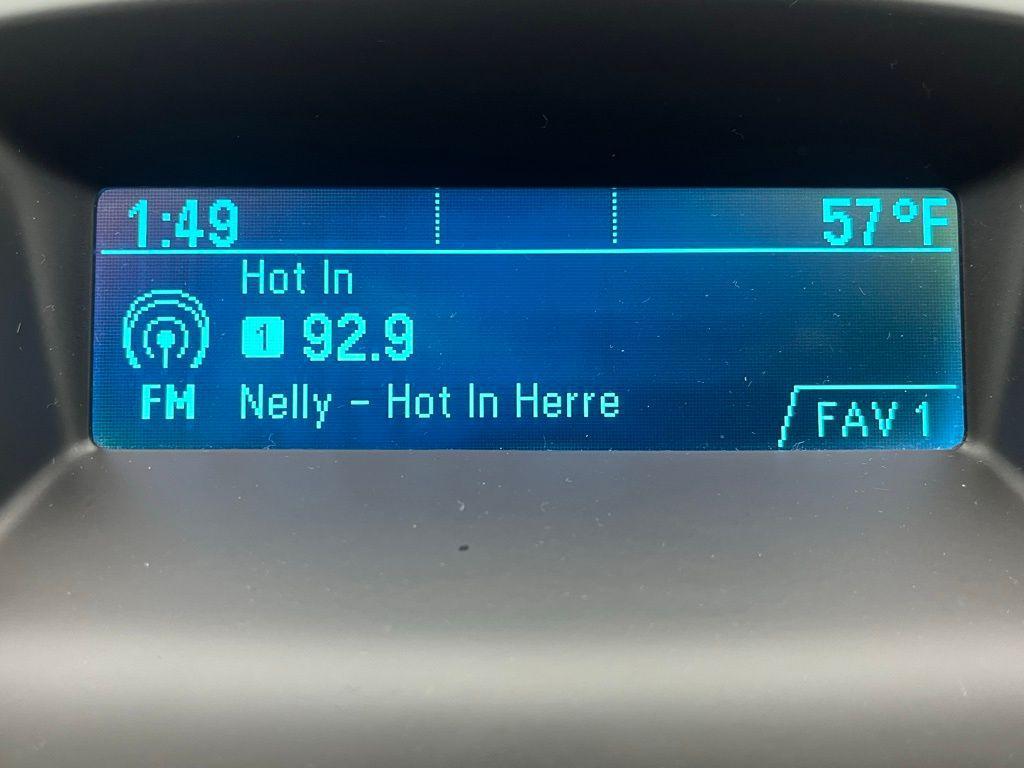 1:49 57°F
Hot In
1 92.9
FM Nelly - Hot In Herre
FAV 1